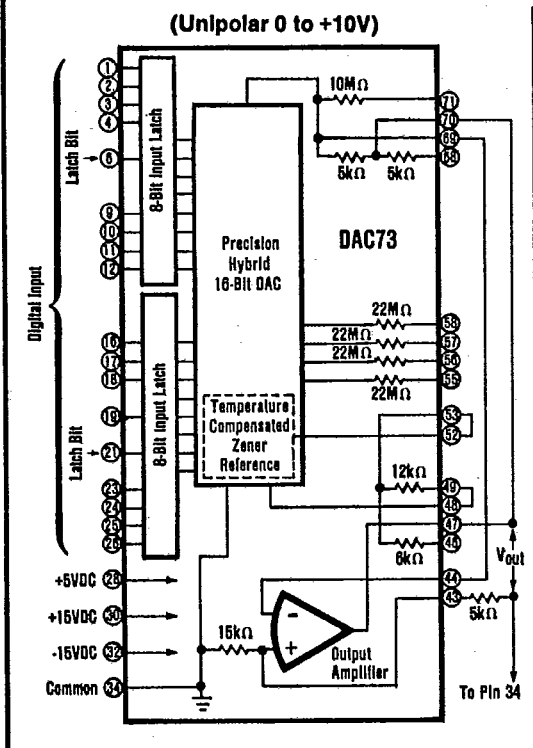 (Unipolar 0 to +10V)
Digital Input
Latch Bit
Latch Bit
1
2
3
4
6
9
10
11
12
16
17
18
19
21
23
24
25
26
+5VDC 28
+15VDC 30
-15VDC 32
Common 34
8-Bit Input Latch
8-Bit Input Latch
Precision
Hybrid
16-Bit DAC
Temperature
Compensated
Zener
Reference
DAC73
10MΩ
5kΩ 5kΩ
22MΩ
22MΩ
22MΩ
22MΩ
12kΩ
6kΩ
15kΩ
-
+
Output
Amplifier
71
70
69
68
58
57
56
55
53
52
49
48
47
46
44
43
Vout
5kΩ
To Pin 34